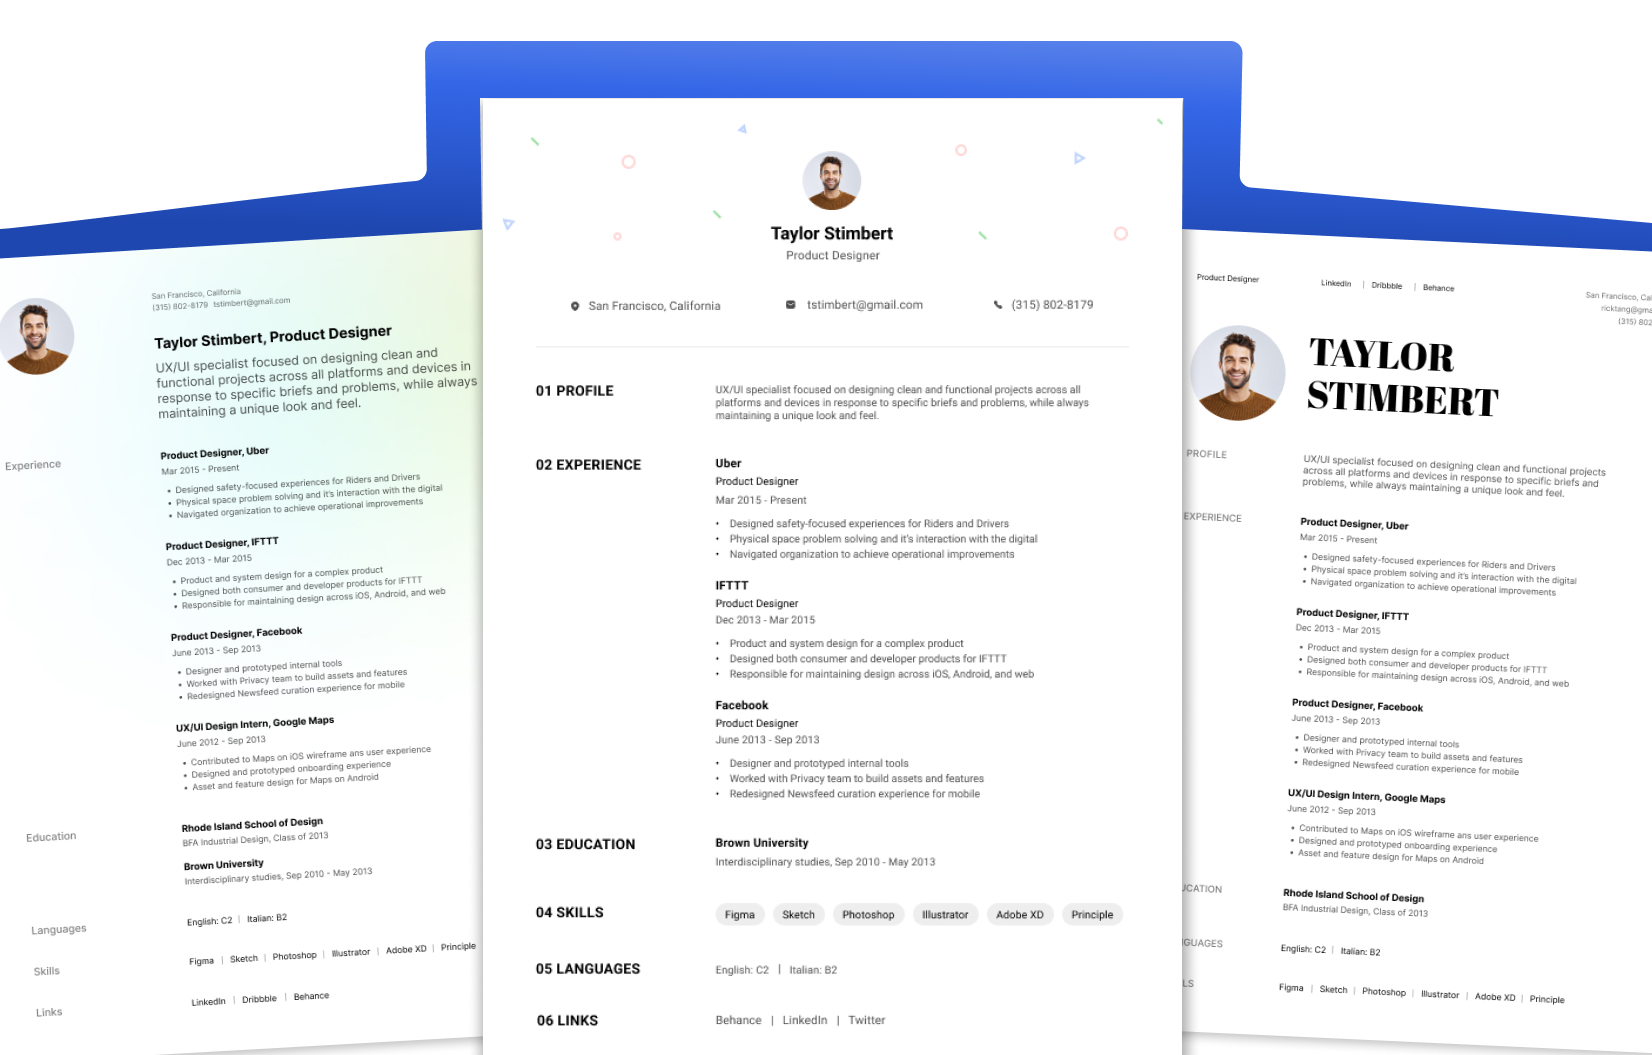 San Francisco, California
(315) 802-8179 tstimbert@gmail.com
Taylor Stimbert, Product Designer
UX/UI specialist focused on designing clean and
functional projects across all platforms and devices in
response to specific briefs and problems, while always
maintaining a unique look and feel.
Experience
Product Designer, Uber
Mar 2015 - Present
• Designed safety-focused experiences for Riders and Drivers
• Physical space problem solving and it's interaction with the digital
• Navigated organization to achieve operational improvements
Product Designer, IFTTT
Dec 2013 - Mar 2015
• Product and system design for a complex product
• Designed both consumer and developer products for IFTTT
• Responsible for maintaining design across iOS, Android, and web
Product Designer, Facebook
June 2013 - Sep 2013
• Designer and prototyped internal tools
• Worked with Privacy team to build assets and features
• Redesigned Newsfeed curation experience for mobile
UX/UI Design Intern, Google Maps
June 2012 - Sep 2013
• Contributed to Maps on iOS wireframe ans user experience
• Designed and prototyped onboarding experience
• Asset and feature design for Maps on Android
Education
Rhode Island School of Design
BFA Industrial Design, Class of 2013
Brown University
Interdisciplinary studies, Sep 2010 - May 2013
Languages
English: C2 | Italian: B2
Skills
Figma | Sketch | Photoshop | Illustrator | Adobe XD | Principle
Links
LinkedIn | Dribbble | Behance
Taylor Stimbert
Product Designer
San Francisco, California
tstimbert@gmail.com
(315) 802-8179
01 PROFILE
UX/UI specialist focused on designing clean and functional projects across all
platforms and devices in response to specific briefs and problems, while always
maintaining a unique look and feel.
02 EXPERIENCE
Uber
Product Designer
Mar 2015 - Present
• Designed safety-focused experiences for Riders and Drivers
• Physical space problem solving and it's interaction with the digital
• Navigated organization to achieve operational improvements
IFTTT
Product Designer
Dec 2013 - Mar 2015
• Product and system design for a complex product
• Designed both consumer and developer products for IFTTT
• Responsible for maintaining design across iOS, Android, and web
Facebook
Product Designer
June 2013 - Sep 2013
• Designer and prototyped internal tools
• Worked with Privacy team to build assets and features
• Redesigned Newsfeed curation experience for mobile
03 EDUCATION
Brown University
Interdisciplinary studies, Sep 2010 - May 2013
04 SKILLS
Figma Sketch Photoshop Illustrator Adobe XD Principle
05 LANGUAGES
English: C2 | Italian: B2
06 LINKS
Behance | LinkedIn | Twitter
Product Designer
LinkedIn | Dribbble | Behance
San Francisco, Cal
ricktang@gma
(315) 802
TAYLOR
STIMBERT
PROFILE
UX/UI specialist focused on designing clean and functional projects
across all platforms and devices in response to specific briefs and
problems, while always maintaining a unique look and feel.
EXPERIENCE
Product Designer, Uber
Mar 2015 - Present
• Designed safety-focused experiences for Riders and Drivers
• Physical space problem solving and it's interaction with the digital
• Navigated organization to achieve operational improvements
Product Designer, IFTTT
Dec 2013 - Mar 2015
• Product and system design for a complex product
• Designed both consumer and developer products for IFTTT
• Responsible for maintaining design across iOS, Android, and web
Product Designer, Facebook
June 2013 - Sep 2013
• Designer and prototyped internal tools
• Worked with Privacy team to build assets and features
• Redesigned Newsfeed curation experience for mobile
UX/UI Design Intern, Google Maps
June 2012 - Sep 2013
• Contributed to Maps on iOS wireframe ans user experience
• Designed and prototyped onboarding experience
• Asset and feature design for Maps on Android
UCATION
Rhode Island School of Design
BFA Industrial Design, Class of 2013
GUAGES
English: C2 | Italian: B2
LS
Figma | Sketch | Photoshop | Illustrator | Adobe XD | Principle